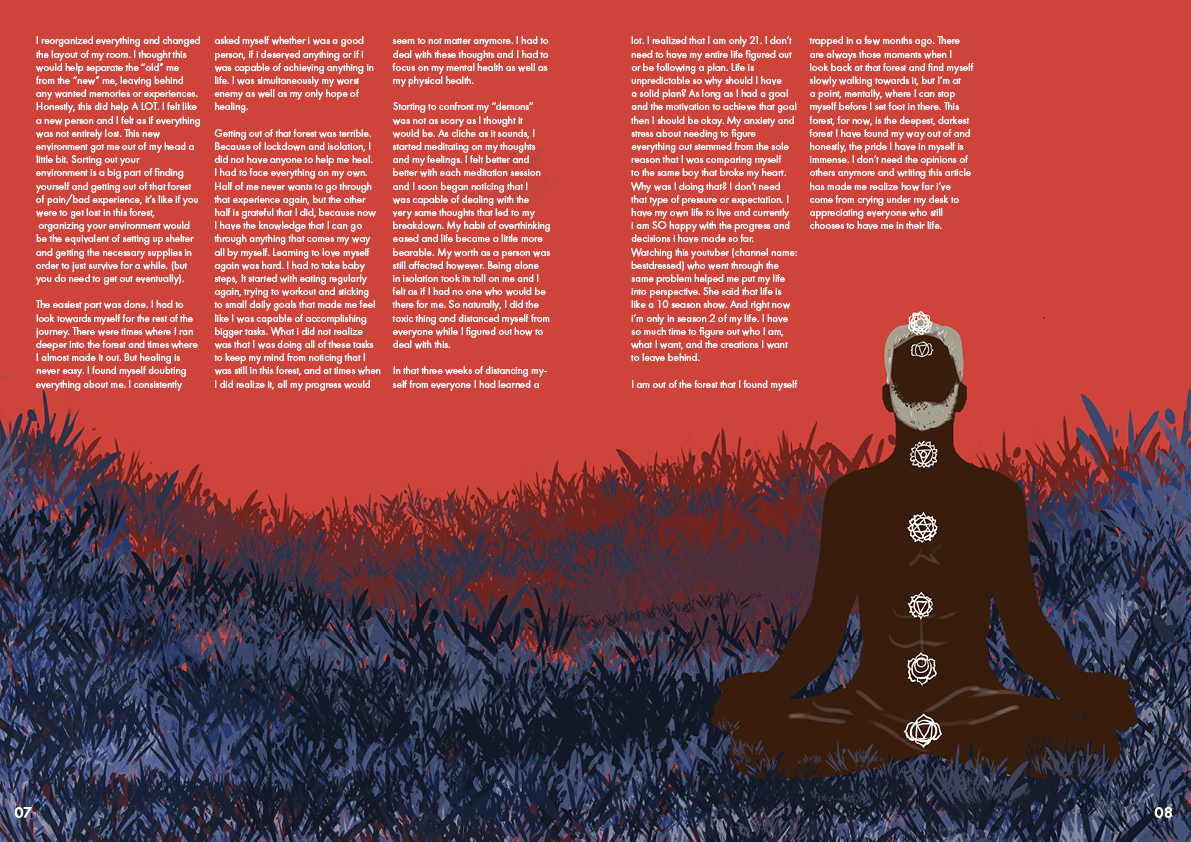 I reorganized everything and changed
the layout of my room. I thought this
would help separate the “old” me
from the “new” me, leaving behind
any wanted memories or experiences.
Honestly, this did help A LOT. I felt like
a new person and I felt as if everything
was not entirely lost. This new
environment got me out of my head a
little bit. Sorting out your
environment is a big part of finding
yourself and getting out of that forest
of pain/bad experience, it’s like if you
were to get lost in this forest,
organizing your environment would
be the equivalent of setting up shelter
and getting the necessary supplies in
order to just survive for a while. (but
you do need to get out eventually).
The easiest part was done. I had to
look towards myself for the rest of the
journey. There were times where I ran
deeper into the forest and times where
I almost made it out. But healing is
never easy. I found myself doubting
everything about me. I consistently
asked myself whether i was a good
person, if i deserved anything or if i
was capable of achieving anything in
life. I was simultaneously my worst
enemy as well as my only hope of
healing.
Getting out of that forest was terrible.
Because of lockdown and isolation, I
did not have anyone to help me heal.
I had to face everything on my own.
Half of me never wants to go through
that experience again, but the other
half is grateful that I did, because now
I have the knowledge that I can go
through anything that comes my way
all by myself. Learning to love myself
again was hard. I had to take baby
steps, It started with eating regularly
again, trying to workout and sticking
to small daily goals that made me feel
like I was capable of accomplishing
bigger tasks. What i did not realize
was that I was doing all of these tasks
to keep my mind from noticing that I
was still in this forest, and at times when
I did realize it, all my progress would
seem to not matter anymore. I had to
deal with these thoughts and I had to
focus on my mental health as well as
my physical health.
Starting to confront my “demons”
was not as scary as I thought it
would be. As cliche as it sounds, I
started meditating on my thoughts
and my feelings. I felt better and
better with each meditation session
and I soon began noticing that I
was capable of dealing with the
very same thoughts that led to my
breakdown. My habit of overthinking
eased and life became a little more
bearable. My worth as a person was
still affected however. Being alone
in isolation took its toll on me and I
felt as if I had no one who would be
there for me. So naturally, I did the
toxic thing and distanced myself from
everyone while I figured out how to
deal with this.
In that three weeks of distancing my-
self from everyone I had learned a
lot. I realized that I am only 21. I don’t
need to have my entire life figured out
or be following a plan. Life is
unpredictable so why should I have
a solid plan? As long as I had a goal
and the motivation to achieve that goal
then I should be okay. My anxiety and
stress about needing to figure
everything out stemmed from the sole
reason that I was comparing myself
to the same boy that broke my heart.
Why was I doing that? I don’t need
that type of pressure or expectation. I
have my own life to live and currently
i am SO happy with the progress and
decisions i have made so far.
Watching this youtuber (channel name:
bestdressed) who went through the
same problem helped me put my life
into perspective. She said that life is
like a 10 season show. And right now
i’m only in season 2 of my life. I have
so much time to figure out who I am,
what I want, and the creations I want
to leave behind.
I am out of the forest that I found myself
trapped in a few months ago. There
are always those moments when I
look back at that forest and find myself
slowly walking towards it, but I’m at
a point, mentally, where I can stop
myself before I set foot in there. This
forest, for now, is the deepest, darkest
forest I have found my way out of and
honestly, the pride I have in myself is
immense. I don’t need the opinions of
others anymore and writing this article
has made me realize how far i’ve
come from crying under my desk to
appreciating everyone who still
chooses to have me in their life.
07
08